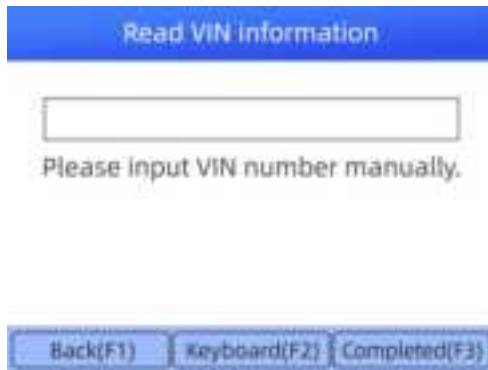 Read VIN information
Please input VIN number manually.
Back(F1) Keyboard(F2) Completed(F3)